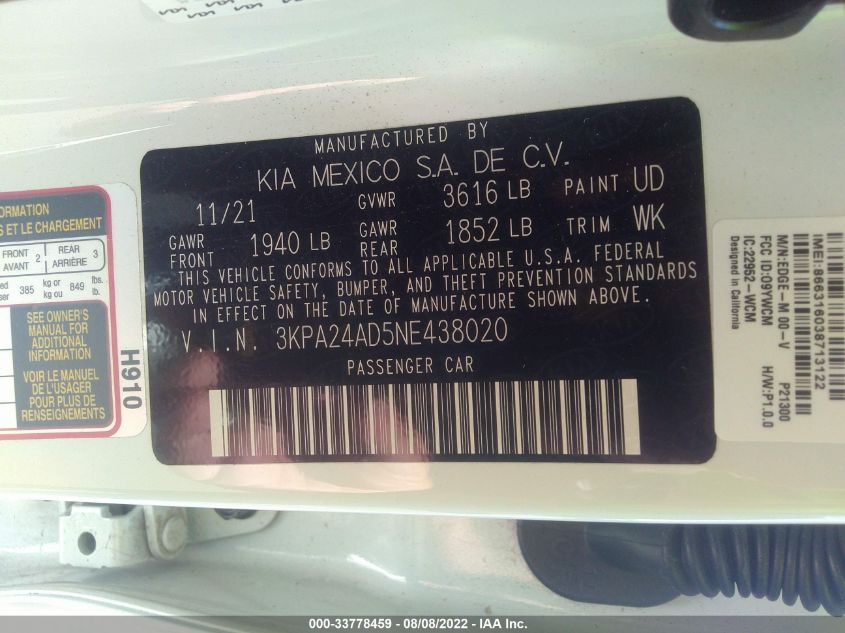 MANUFACTURED BY
KIA MEXICO S.A. DE C.V.
11/21 GVWR 3616 LB PAINT UD
GAWR FRONT 1940 LB GAWR REAR 1852 LB TRIM WK
THIS VEHICLE CONFORMS TO ALL APPLICABLE U.S.A. FEDERAL
MOTOR VEHICLE SAFETY, BUMPER, AND THEFT PREVENTION STANDARDS
IN EFFECT ON THE DATE OF MANUFACTURE SHOWN ABOVE.
V.I.N. 3KPA24AD5NE438020
PASSENGER CAR
ORMATION
ET LE CHARGEMENT
FRONT AVANT 2 REAR ARRIÈRE 3
385 kg or kg ou 849 lbs. lb.
SEE OWNER'S
MANUAL FOR
ADDITIONAL
INFORMATION
VOIR LE MANUEL
DE L'USAGER
POUR PLUS DE
RENSEIGNEMENTS
H910
IMEI:866316038713122
M/N:EDGE-M 00-V P21300
FCC ID:O9YWCM H/W:P1.0.0
IC:22952-WCM
Designed in California
000-33778459 - 08/08/2022 - IAA Inc.